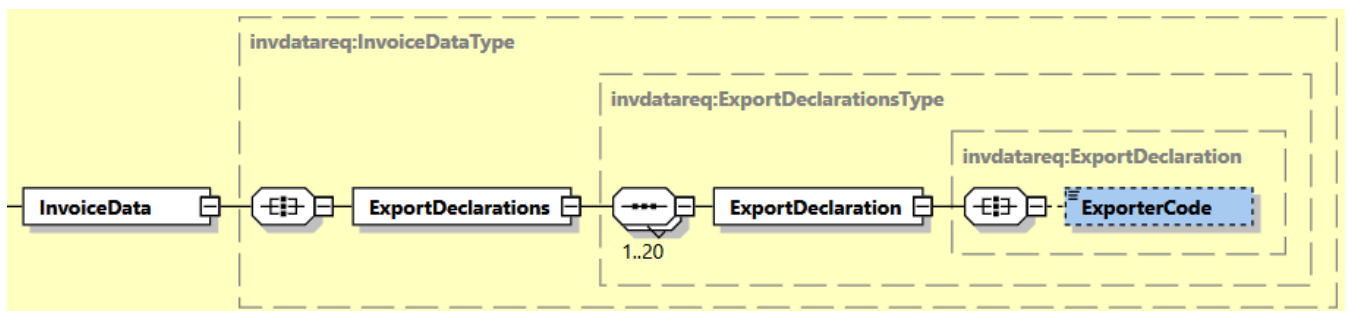 invdatareq:InvoiceDataType
invdatareq:ExportDeclarationsType
invdatareq:ExportDeclaration
InvoiceData
ExportDeclarations
ExportDeclaration
ExporterCode
1..20